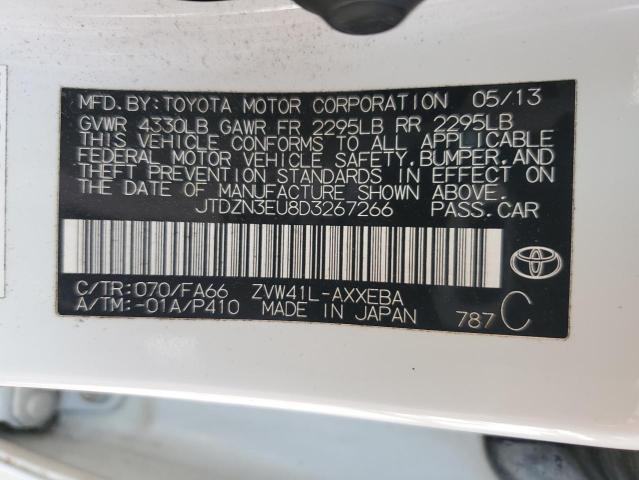 MFD.BY:TOYOTA MOTOR CORPORATION 05/13
GVWR 4330LB GAWR FR 2295LB RR 2295LB
THIS VEHICLE CONFORMS TO ALL APPLICABLE
FEDERAL MOTOR VEHICLE SAFETY,BUMPER,AND
THEFT PREVENTION STANDARDS IN EFFECT ON
THE DATE OF MANUFACTURE SHOWN ABOVE.
JTDZN3EU8D3267266 PASS.CAR
C/TR:070/FA66 ZVW41L-AXXEBA
A/TM:-01A/P410 MADE IN JAPAN 787 C